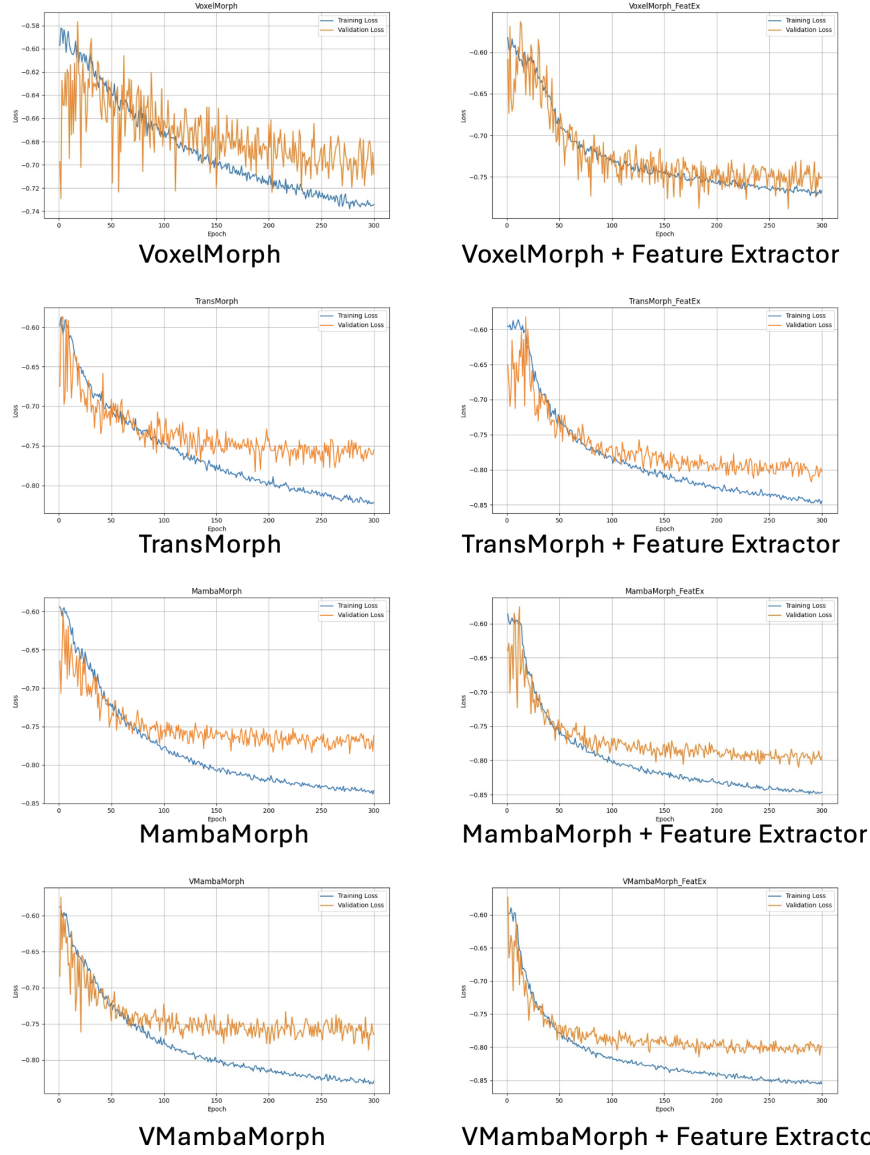 VoxelMorph
Training Loss
Validation Loss
−0.58
−0.60
−0.62
−0.64
−0.66
−0.68
−0.70
−0.72
−0.74
Loss
0 50 100 150 200 250 300
Epoch
VoxelMorph
VoxelMorph_FeatEx
Training Loss
Validation Loss
−0.60
−0.65
−0.70
−0.75
Loss
0 50 100 150 200 250 300
Epoch
VoxelMorph + Feature Extractor
TransMorph
Training Loss
Validation Loss
−0.60
−0.65
−0.70
−0.75
−0.80
Loss
0 50 100 150 200 250 300
Epoch
TransMorph
TransMorph_FeatEx
Training Loss
Validation Loss
−0.60
−0.65
−0.70
−0.75
−0.80
−0.85
Loss
0 50 100 150 200 250 300
Epoch
TransMorph + Feature Extractor
MambaMorph
Training Loss
Validation Loss
−0.60
−0.65
−0.70
−0.75
−0.80
−0.85
Loss
0 50 100 150 200 250 300
Epoch
MambaMorph
MambaMorph_FeatEx
Training Loss
Validation Loss
−0.60
−0.65
−0.70
−0.75
−0.80
−0.85
Loss
0 50 100 150 200 250 300
Epoch
MambaMorph + Feature Extractor
VMambaMorph
Training Loss
Validation Loss
−0.60
−0.65
−0.70
−0.75
−0.80
Loss
0 50 100 150 200 250 300
Epoch
VMambaMorph
VMambaMorph_FeatEx
Training Loss
Validation Loss
−0.60
−0.65
−0.70
−0.75
−0.80
−0.85
Loss
0 50 100 150 200 250 300
Epoch
VMambaMorph + Feature Extracto